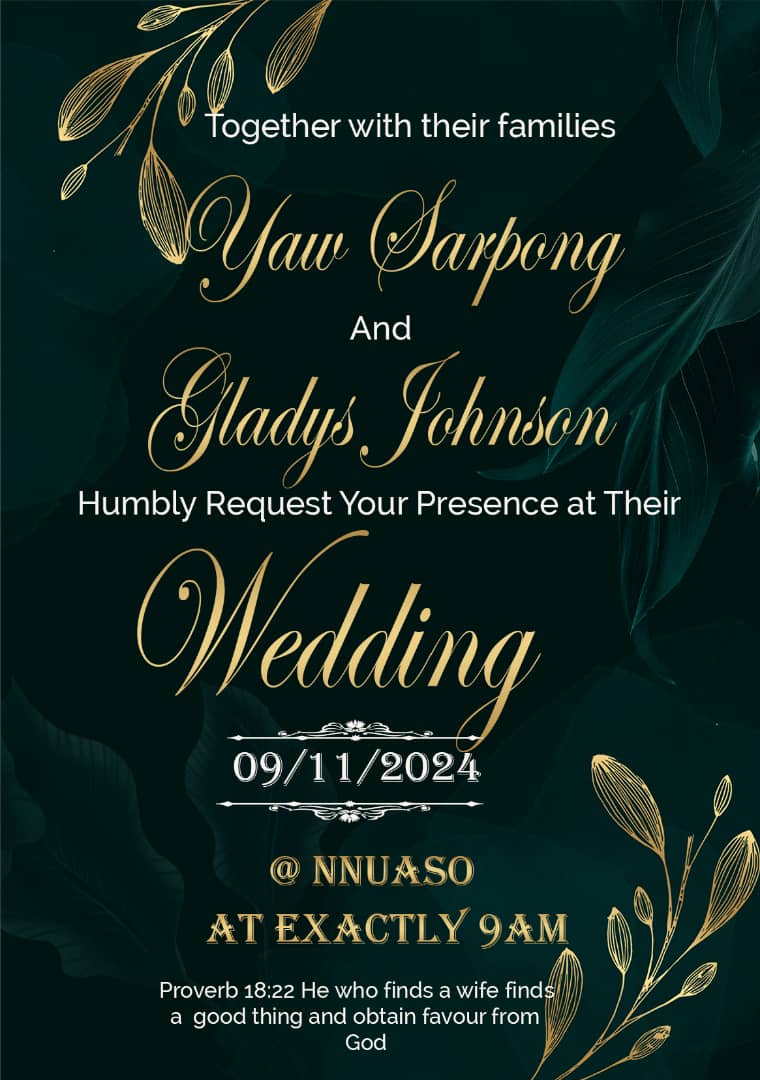 Together with their families
Yaw Sarpong
And
Gladys Johnson
Humbly Request Your Presence at Their
Wedding
09/11/2024
@ NNUASO
AT EXACTLY 9AM
Proverb 18:22 He who finds a wife finds
a good thing and obtain favour from
God